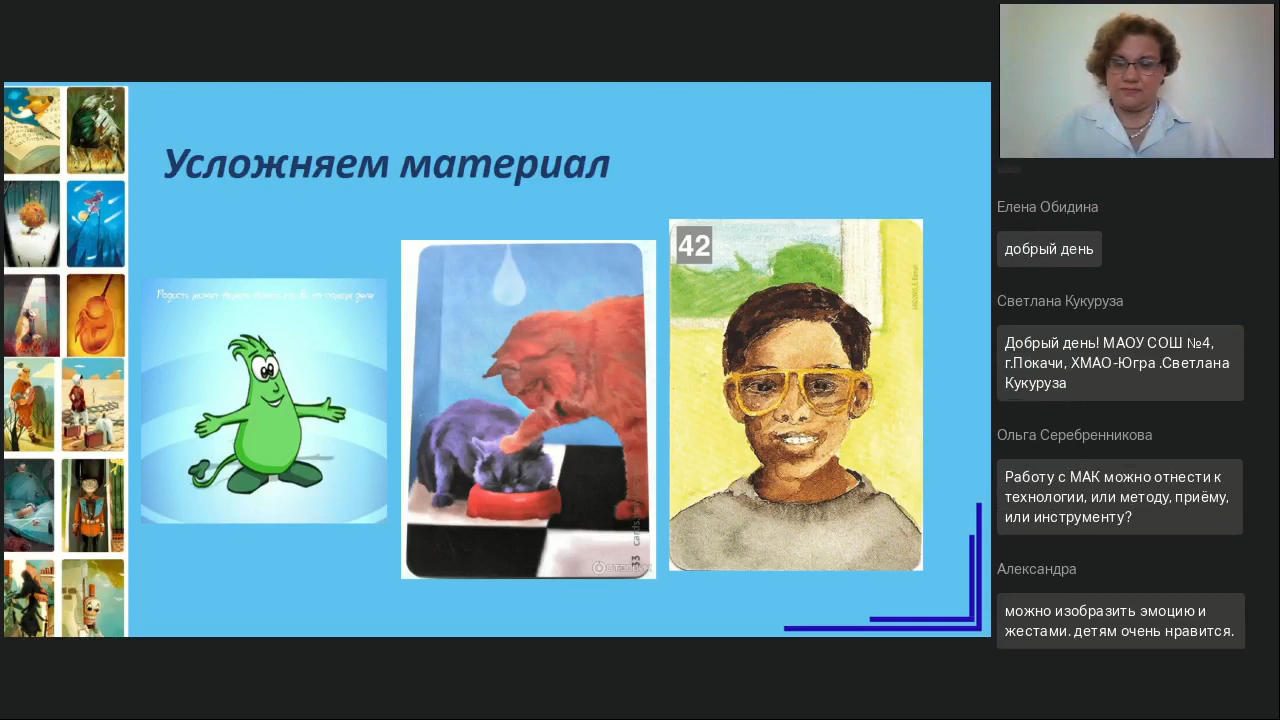 Усложняем материал
42
33
cards.
Елена Обидина
добрый день
Светлана Кукуруза
Добрый день! МАОУ СОШ №4,
г.Покачи, ХМАО-Югра .Светлана
Кукуруза
Ольга Серебренникова
Работу с МАК можно отнести к
технологии, или методу, приёму,
или инструменту?
Александра
можно изобразить эмоцию и
жестами. детям очень нравится.